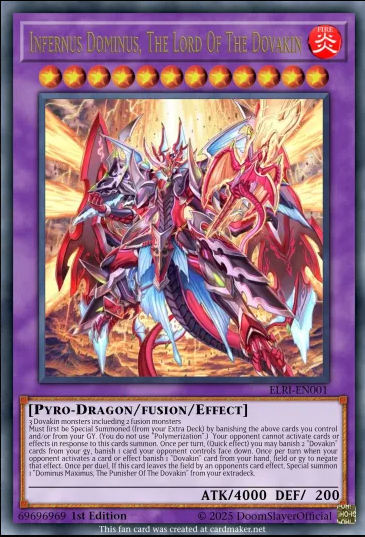 Infernus Dominus, The Lord Of The Dovakin
FIRE
炎
ELRI-EN001
[Pyro-Dragon/fusion/Effect]
3 Dovakin monsters inclueding 2 fusion monsters
Must first be Special Summoned (from your Extra Deck) by banishing the above cards you control
and/or from your GY. (You do not use "Polymerization".) Your opponent cannot activate cards or
effects in response to this cards summon. Once per turn, (Quick effect) you may banish 2 "Dovakin"
cards from your gy, banish 1 card your opponent controls face down. Once per turn when your
opponent activates a card or effect banish 1 "Dovakin" card from your hand, field or gy to negate
that effect. Once per duel, If this card leaves the field by an opponents card effect, Special summon
1 "Dominus Maximus, The Punisher Of The Dovakin" from your extradeck.
ATK/4000 DEF/ 200
69696969 1st Edition
© 2025 DoomSlayerOfficial
This fan card was created at cardmaker.net